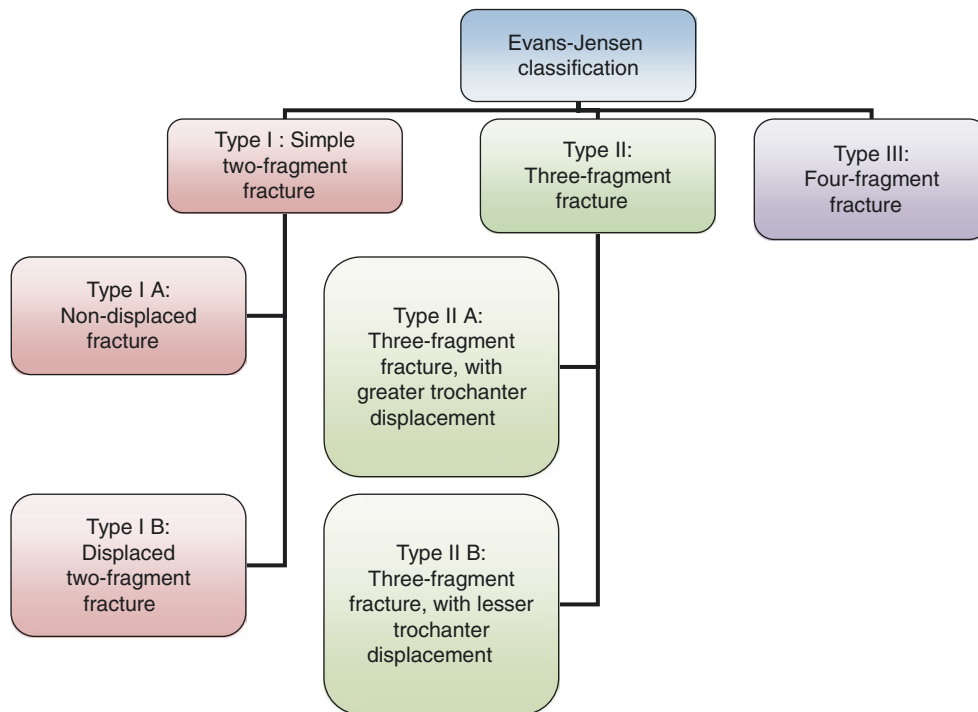 Evans-Jensen
classification
Type I : Simple
two-fragment
fracture
Type II:
Three-fragment
fracture
Type III:
Four-fragment
fracture
Type I A:
Non-displaced
fracture
Type II A:
Three-fragment
fracture, with
greater trochanter
displacement
Type I B:
Displaced
two-fragment
fracture
Type II B:
Three-fragment
fracture, with lesser
trochanter
displacement